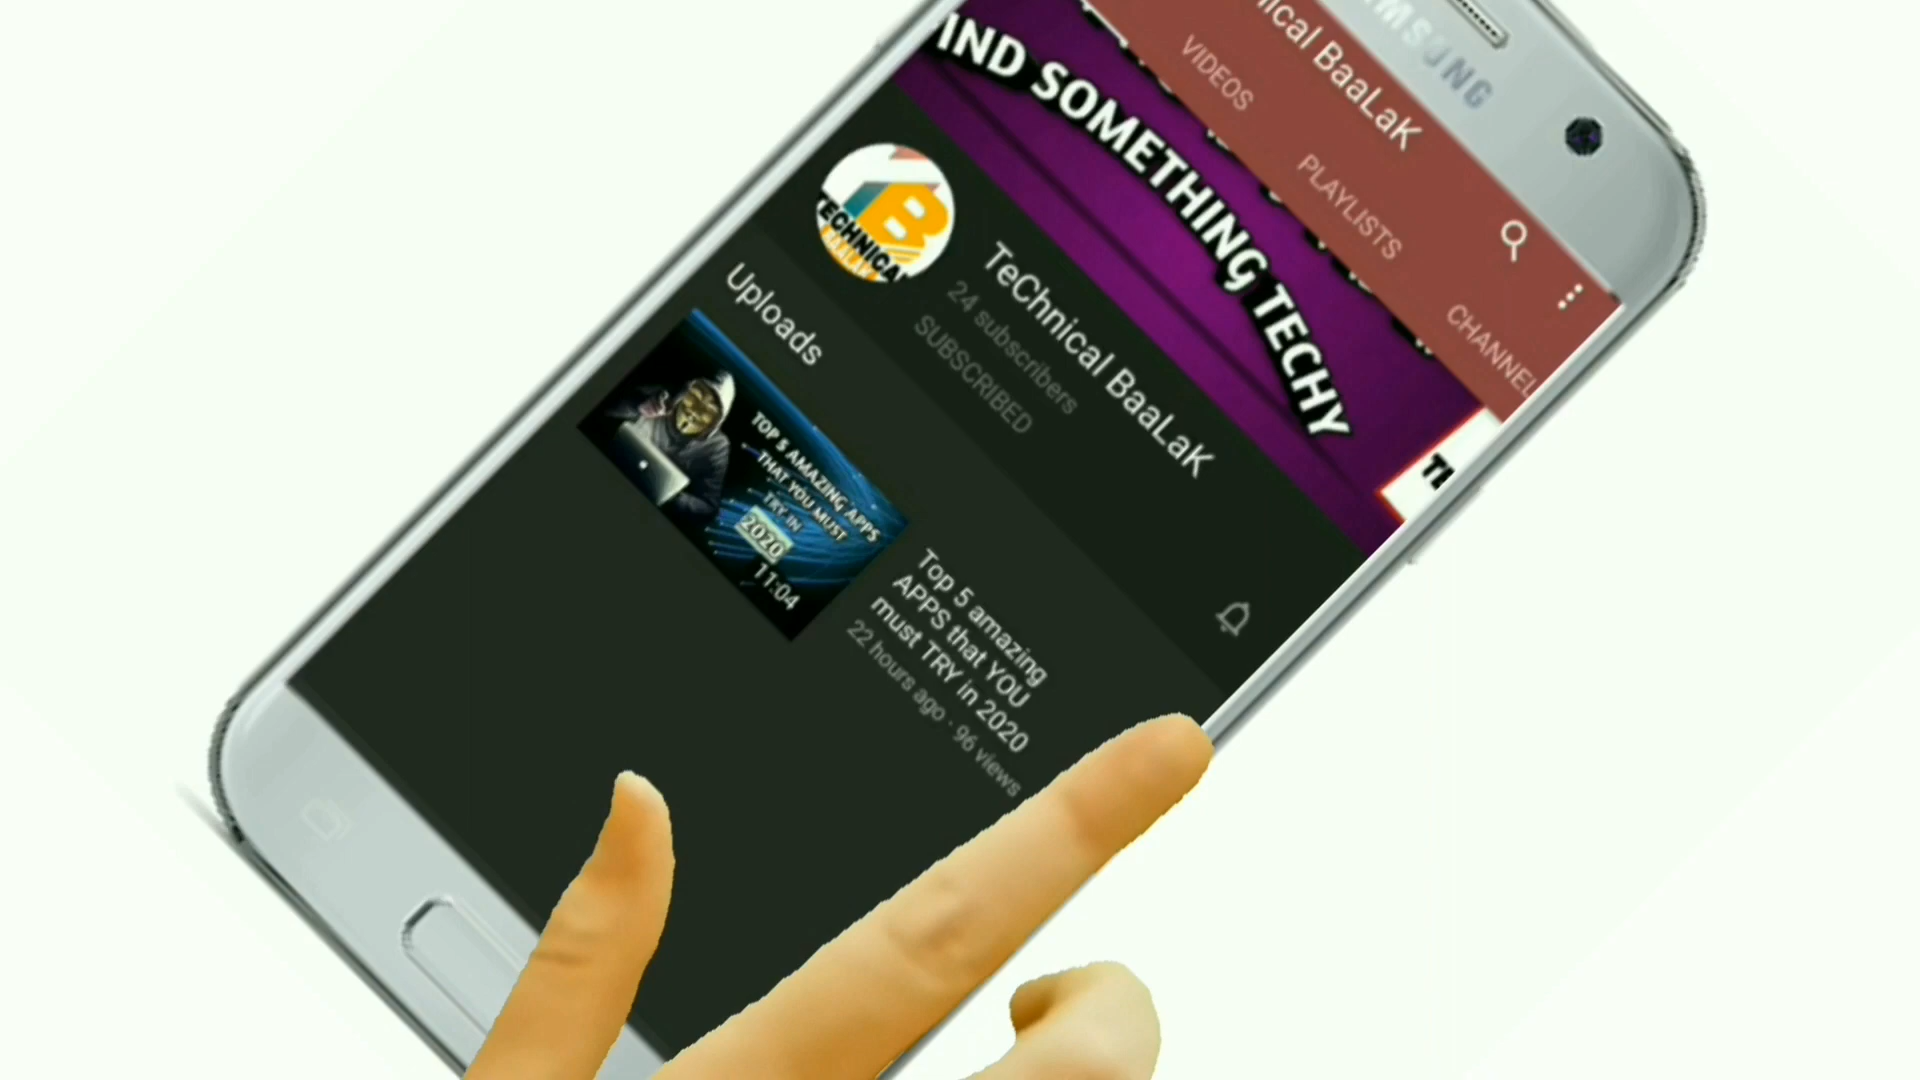 SAMSUNG
nical BaaLaK
VIDEOS
PLAYLISTS
CHANNEL
IND SOMETHING TECHY
TECHNICAL
TeChnical BaaLaK
24 subscribers
SUBSCRIBED
Uploads
TOP 5 AMAZING APPS
THAT YOU MUST
TRY IN
2020
11:04
Top 5 amazing
APPS that YOU
must TRY in 2020
22 hours ago · 96 views